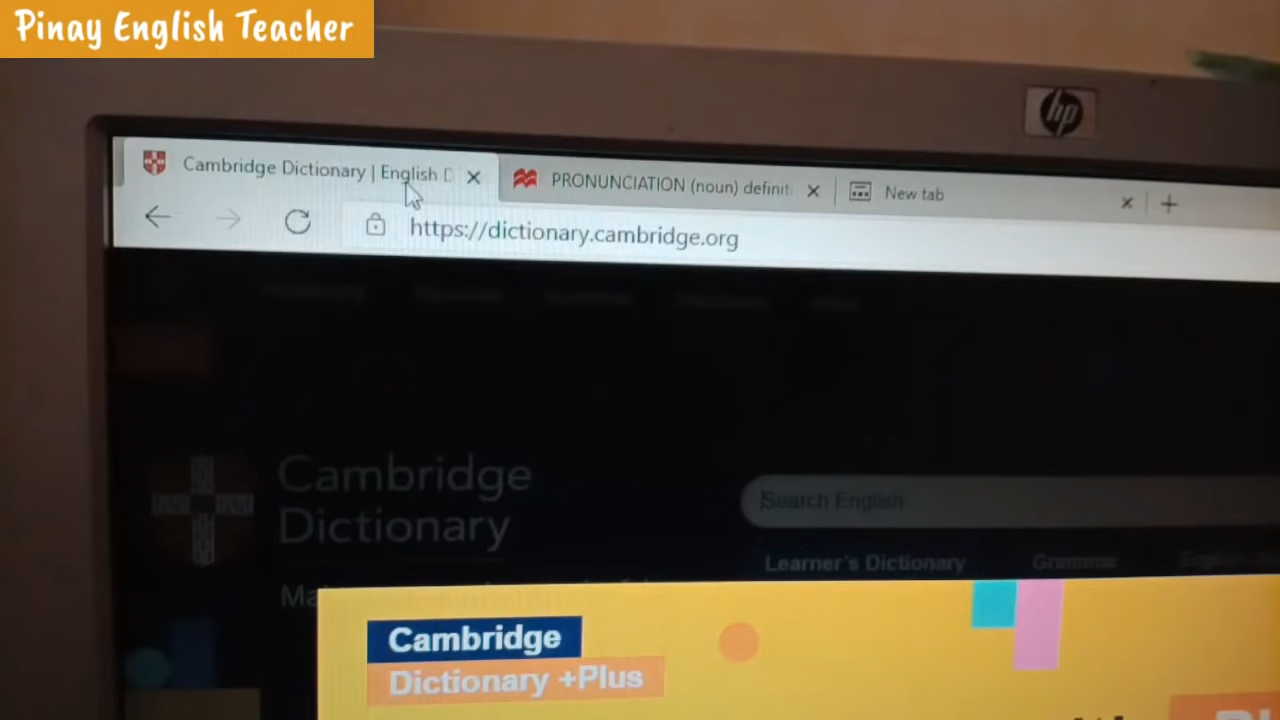 Pinay English Teacher
hp
Cambridge Dictionary | English D
PRONUNCIATION (noun) definiti
New tab
https://dictionary.cambridge.org
Cambridge
Dictionary
Search English
Learner's Dictionary
Grammar
Cambridge
Dictionary +Plus